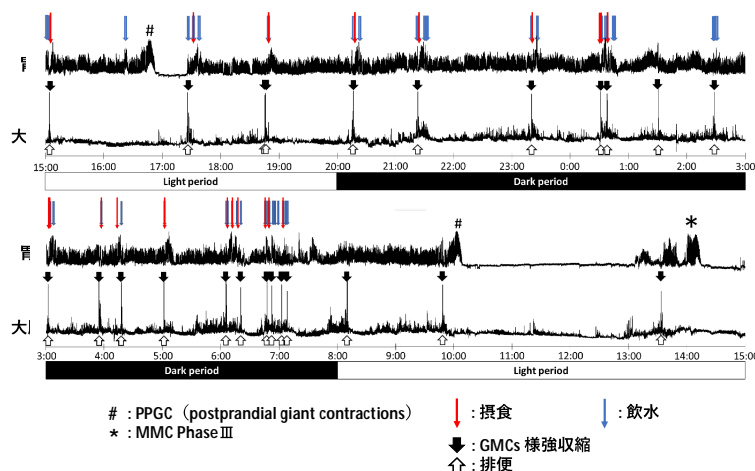 #
胃
大
15:00 16:00 17:00 18:00 19:00 20:00 21:00 22:00 23:00 0:00 1:00 2:00 3:00
Light period Dark period
# *
胃
大
3:00 4:00 5:00 6:00 7:00 8:00 9:00 10:00 11:00 12:00 13:00 14:00 15:00
Dark period Light period
# : PPGC（postprandial giant contractions） : 摂食 : 飲水
* : MMC PhaseⅢ
: GMCs 様強収縮
: 排便